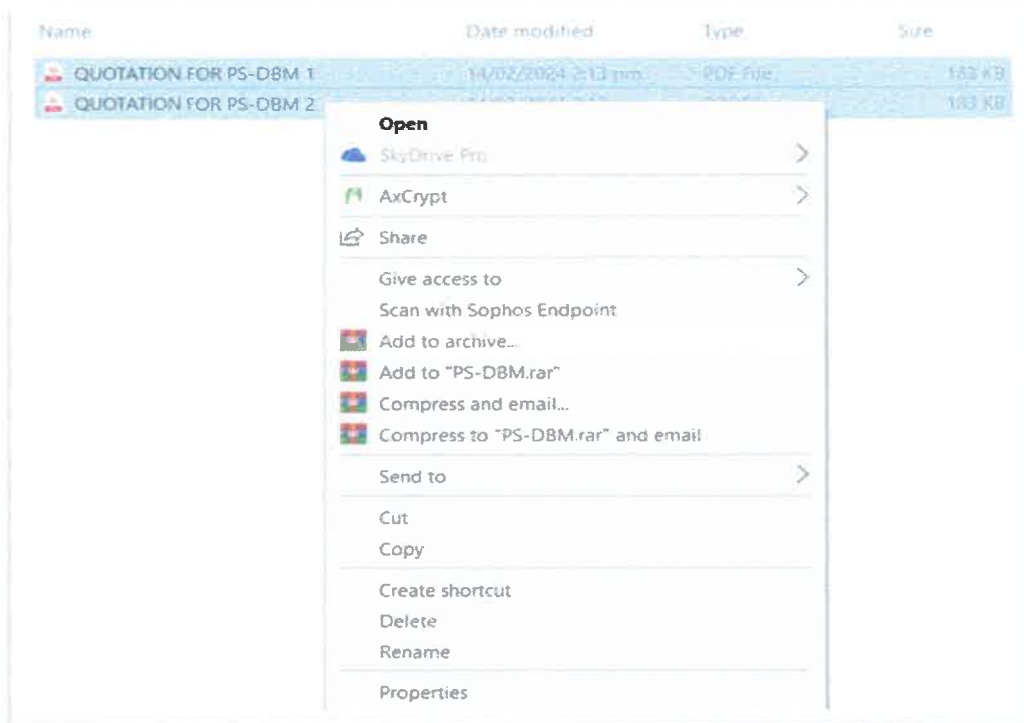 Name Date modified Type Size
QUOTATION FOR PS-DBM 1 14/02/2024 2:13 pm PDF File 183 KB
QUOTATION FOR PS-DBM 2 183 KB
Open
SkyDrive Pro
AxCrypt
Share
Give access to
Scan with Sophos Endpoint
Add to archive...
Add to "PS-DBM.rar"
Compress and email...
Compress to "PS-DBM.rar" and email
Send to
Cut
Copy
Create shortcut
Delete
Rename
Properties